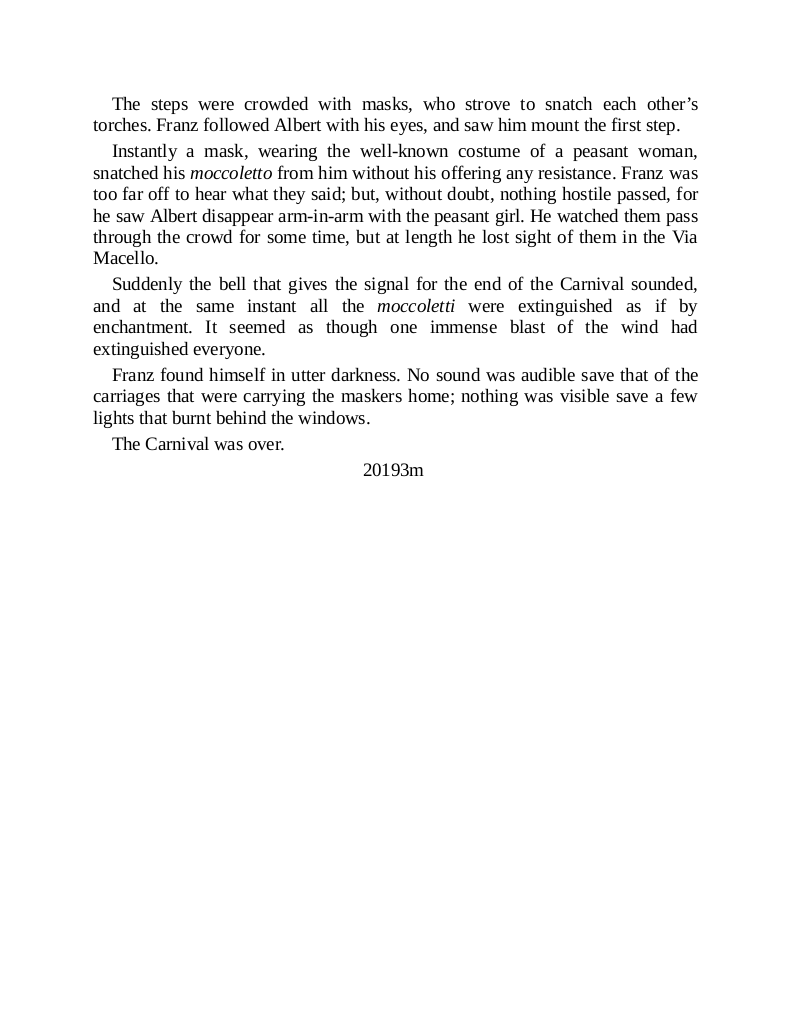 The steps were crowded with masks, who strove to snatch each other’s
torches. Franz followed Albert with his eyes, and saw him mount the first step.
Instantly a mask, wearing the well-known costume of a peasant woman,
snatched his moccoletto from him without his offering any resistance. Franz was
too far off to hear what they said; but, without doubt, nothing hostile passed, for
he saw Albert disappear arm-in-arm with the peasant girl. He watched them pass
through the crowd for some time, but at length he lost sight of them in the Via
Macello.
Suddenly the bell that gives the signal for the end of the Carnival sounded,
and at the same instant all the moccoletti were extinguished as if by
enchantment. It seemed as though one immense blast of the wind had
extinguished everyone.
Franz found himself in utter darkness. No sound was audible save that of the
carriages that were carrying the maskers home; nothing was visible save a few
lights that burnt behind the windows.
The Carnival was over.
20193m